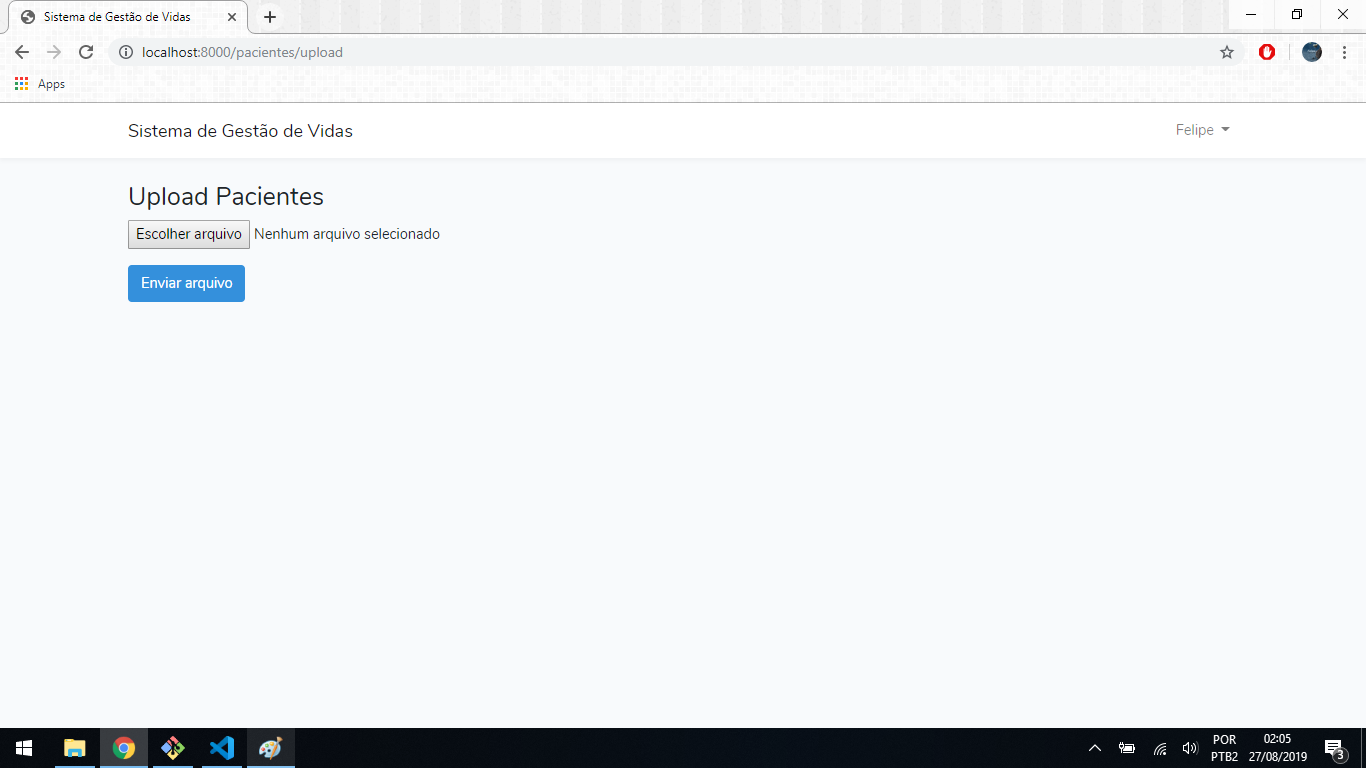 Sistema de Gestão de Vidas
localhost:8000/pacientes/upload
Apps
Sistema de Gestão de Vidas
Felipe
Upload Pacientes
Escolher arquivo Nenhum arquivo selecionado
Enviar arquivo
POR
PTB2
02:05
27/08/2019
3